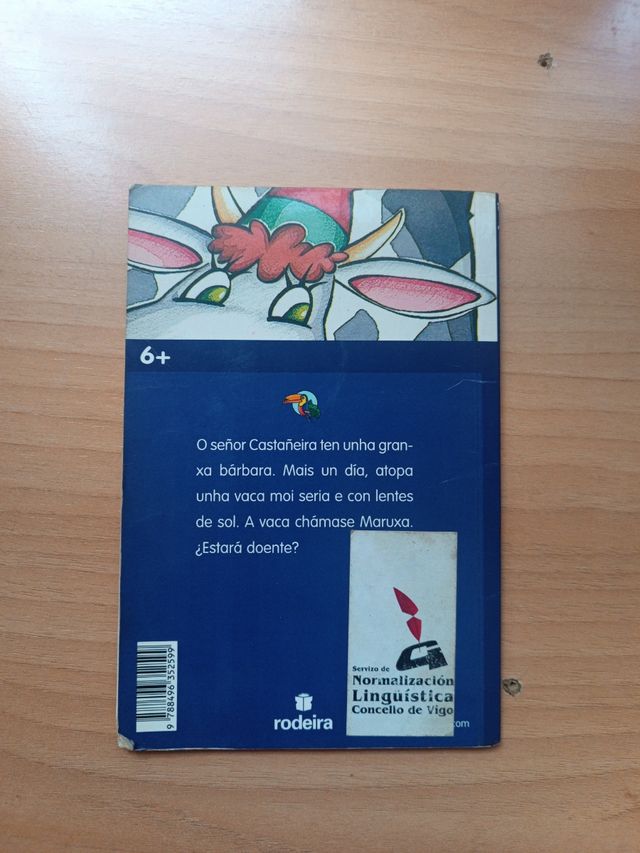 6+
O señor Castañeira ten unha gran-
xa bárbara. Mais un día, atopa
unha vaca moi seria e con lentes
de sol. A vaca chámase Maruxa.
¿Estará doente?
9 788496 352599
rodeira
Servizo de
Normalización
Lingüística
Concello de Vigo
.com